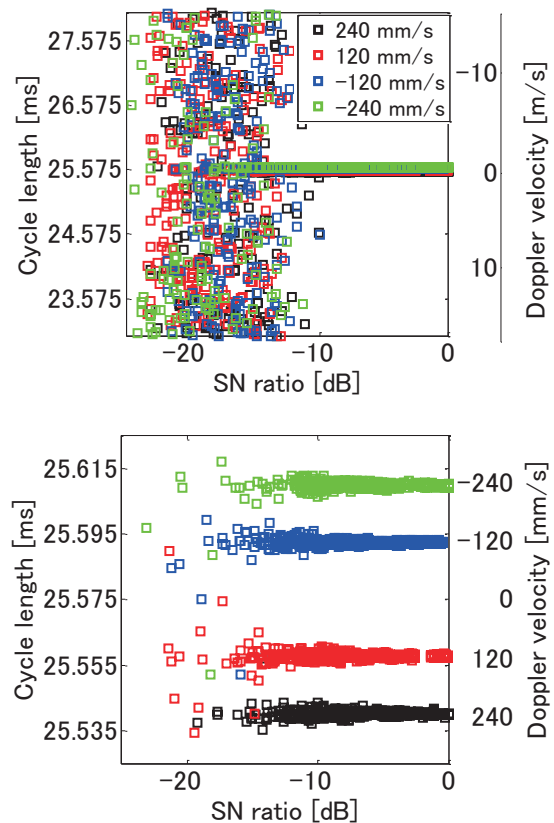 240 mm/s
120 mm/s
−120 mm/s
−240 mm/s
Cycle length [ms]
27.575
26.575
25.575
24.575
23.575
−10
0
10
Doppler velocity [m/s]
−20
−10
0
SN ratio [dB]
Cycle length [ms]
25.615
25.595
25.575
25.555
25.535
−240
−120
0
120
240
Doppler velocity [mm/s]
−20
−10
0
SN ratio [dB]